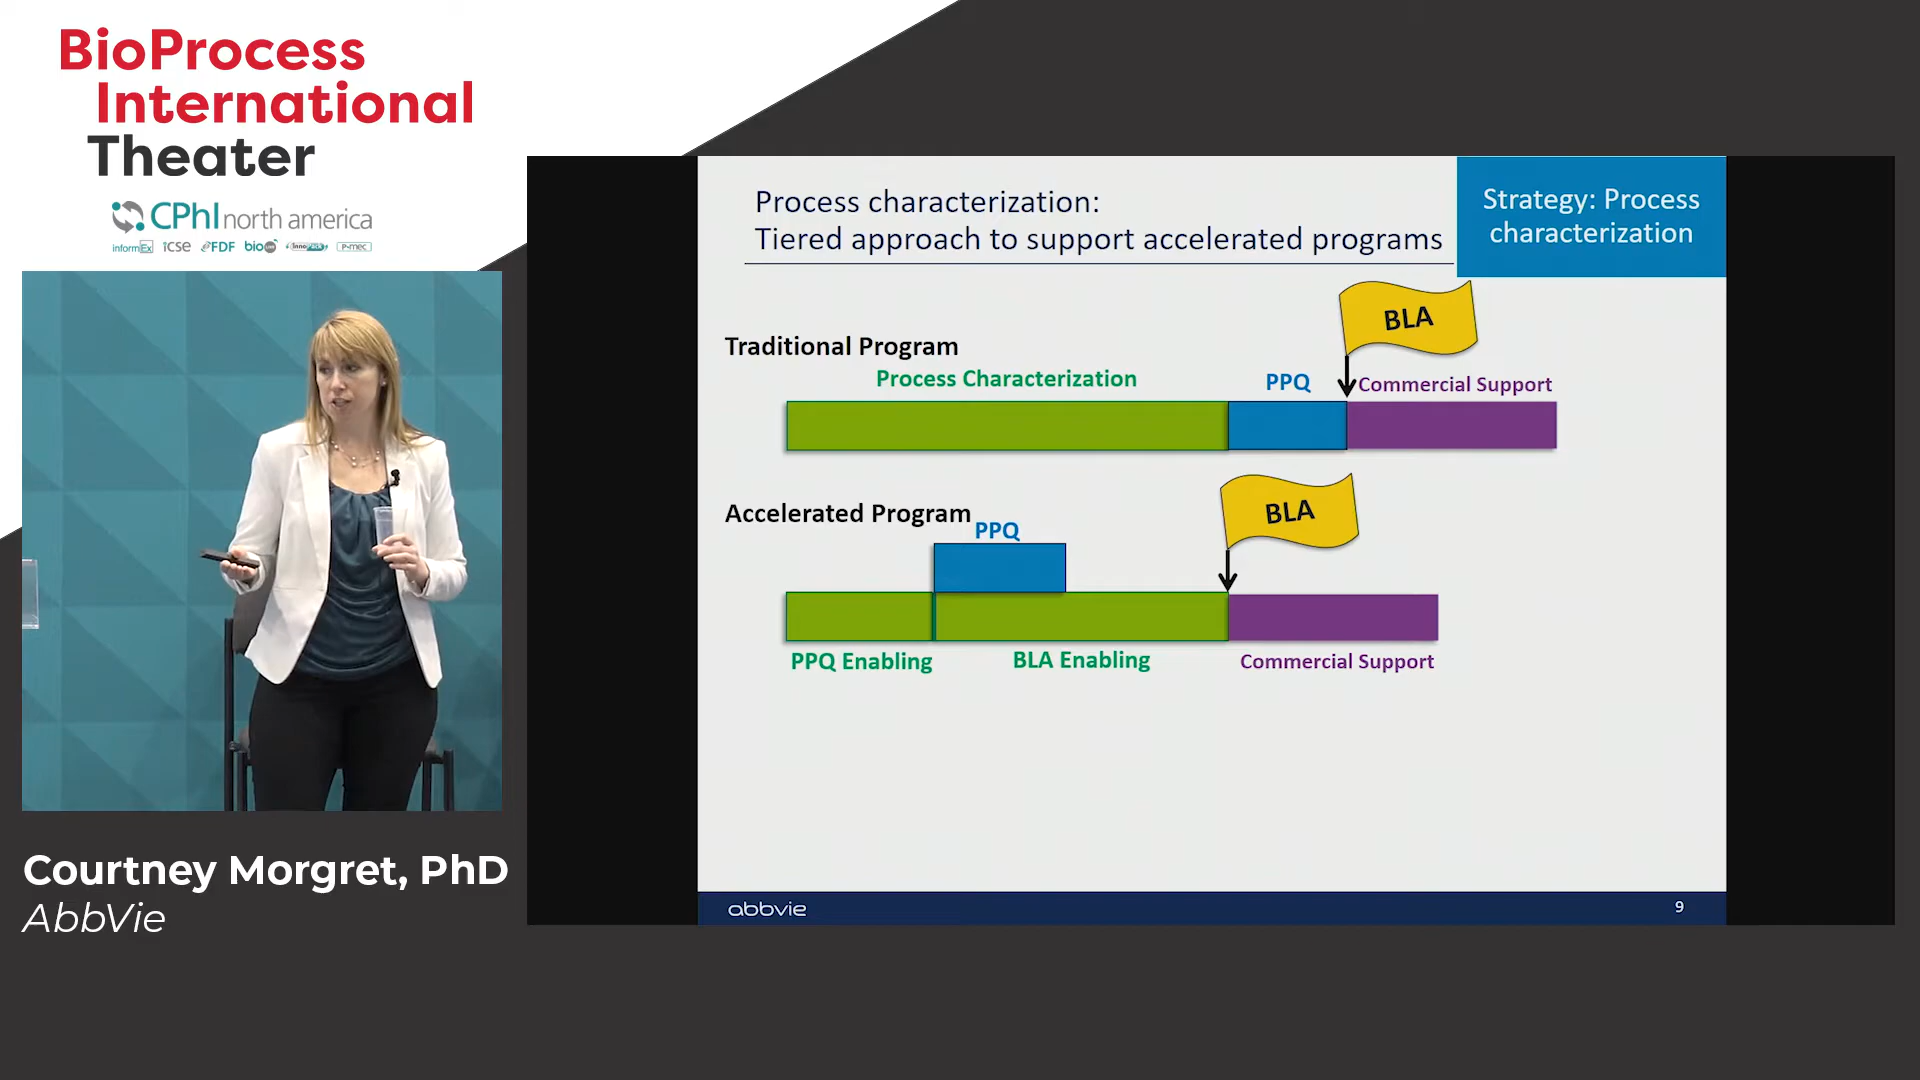 BioProcess
International
Theater
CPhI north america
informEx icse eFDF bio P-mec
Process characterization:
Tiered approach to support accelerated programs
Strategy: Process
characterization
BLA
Traditional Program
Process Characterization
PPQ
Commercial Support
BLA
Accelerated Program
PPQ
PPQ Enabling
BLA Enabling
Commercial Support
abbvie
9
Courtney Morgret, PhD
AbbVie